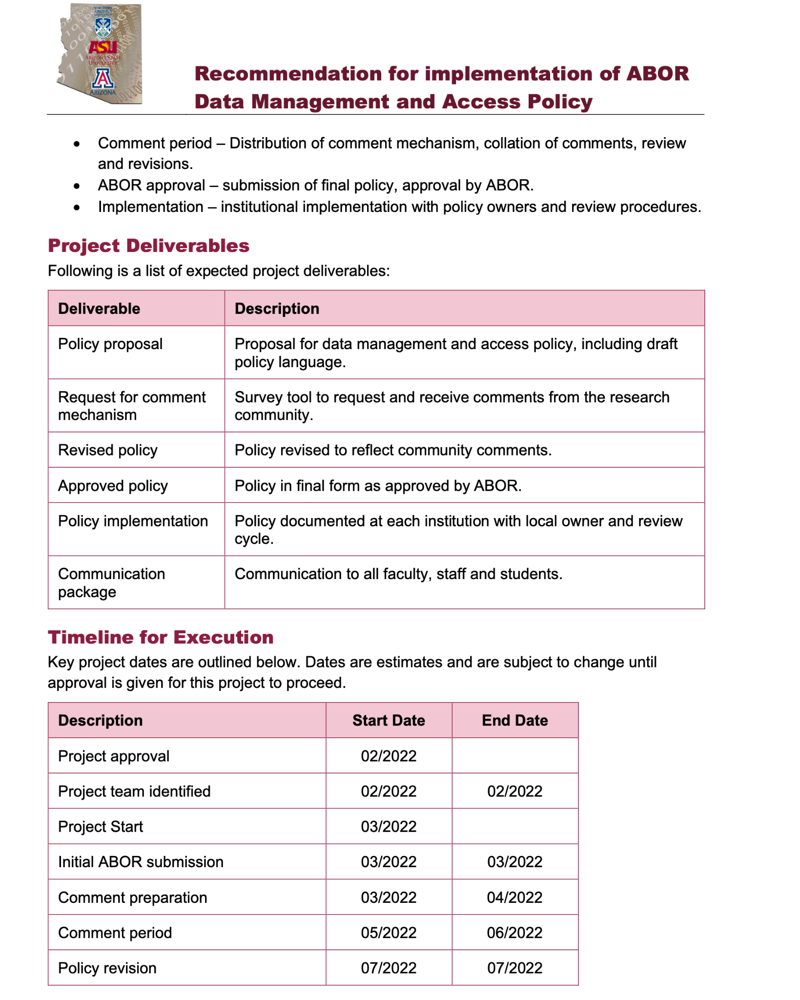 NORTHERN
ARIZONA
UNIVERSITY
ASU
ARIZONA STATE
UNIVERSITY
A
ARIZONA
Recommendation for implementation of ABOR
Data Management and Access Policy
• Comment period – Distribution of comment mechanism, collation of comments, review
and revisions.
• ABOR approval – submission of final policy, approval by ABOR.
• Implementation – institutional implementation with policy owners and review procedures.
Project Deliverables
Following is a list of expected project deliverables:
Deliverable Description
Policy proposal Proposal for data management and access policy, including draft
policy language.
Request for comment Survey tool to request and receive comments from the research
mechanism community.
Revised policy Policy revised to reflect community comments.
Approved policy Policy in final form as approved by ABOR.
Policy implementation Policy documented at each institution with local owner and review
cycle.
Communication Communication to all faculty, staff and students.
package
Timeline for Execution
Key project dates are outlined below. Dates are estimates and are subject to change until
approval is given for this project to proceed.
Description Start Date End Date
Project approval 02/2022
Project team identified 02/2022 02/2022
Project Start 03/2022
Initial ABOR submission 03/2022 03/2022
Comment preparation 03/2022 04/2022
Comment period 05/2022 06/2022
Policy revision 07/2022 07/2022